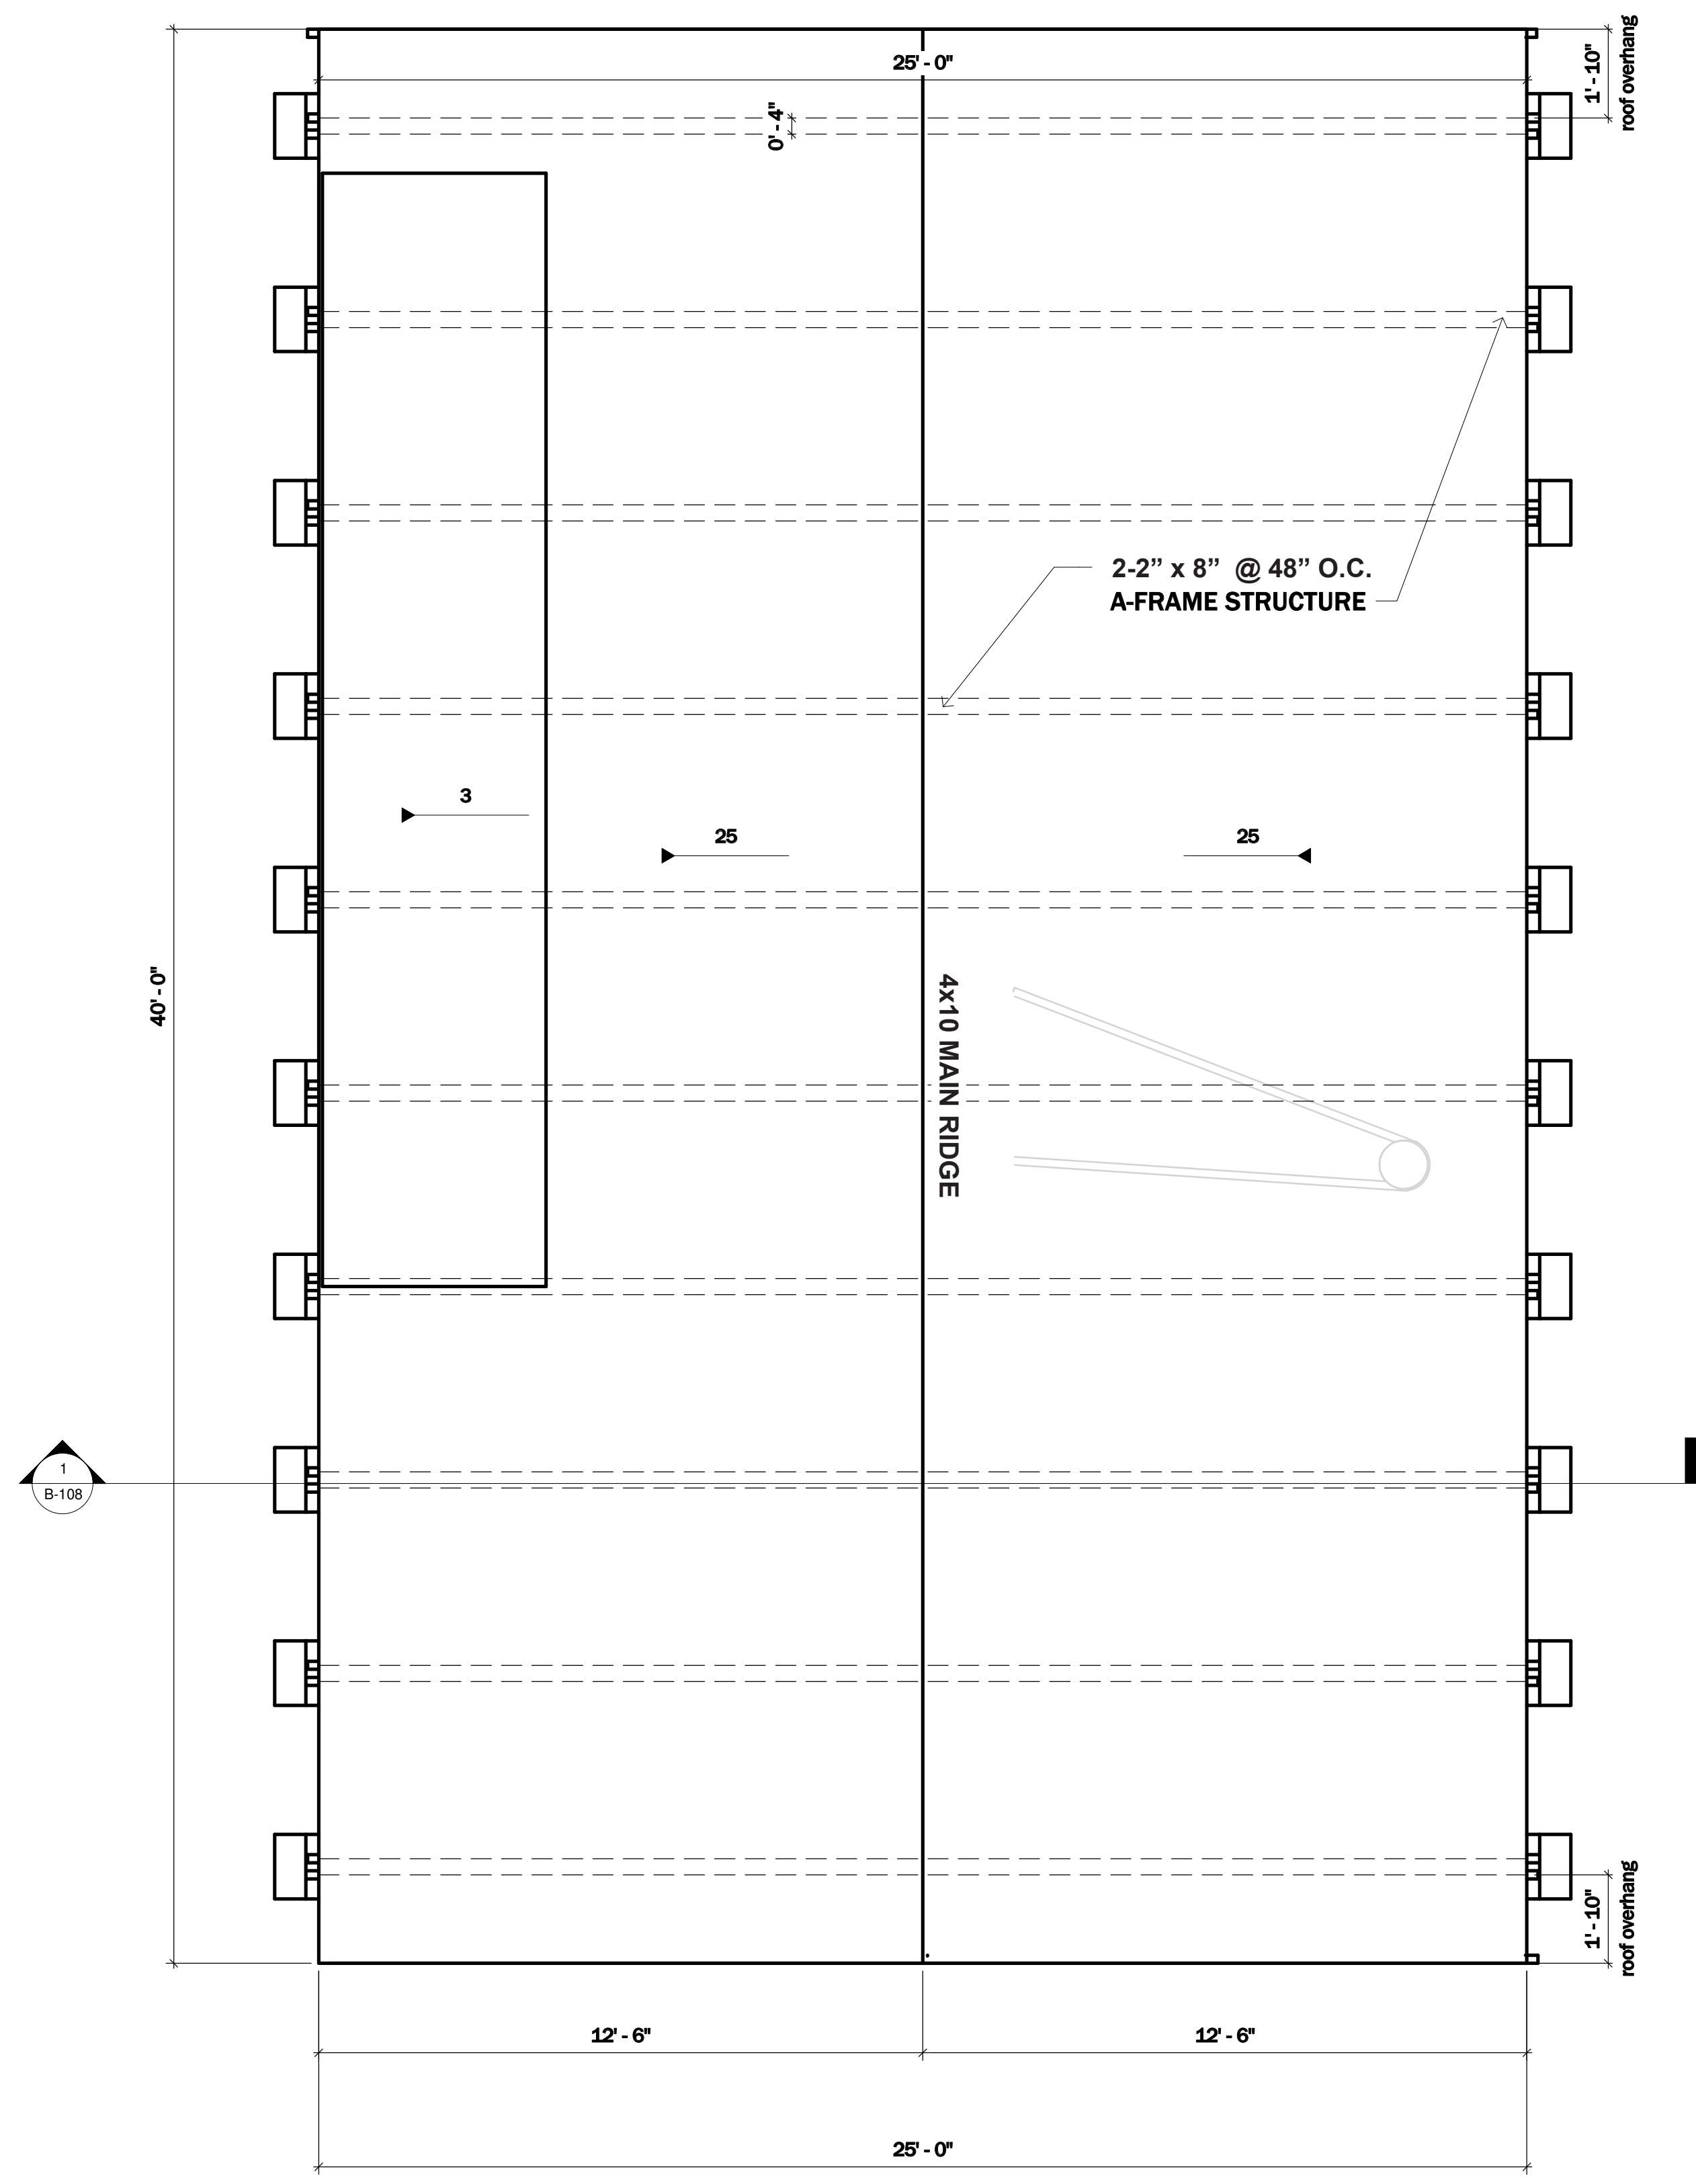 25' - 0"
1' - 10"
roof overhang
0' - 4"
2-2” x 8” @ 48” O.C.
A-FRAME STRUCTURE
3
25
25
40' - 0"
4x10 MAIN RIDGE
1
B-108
1' - 10"
roof overhang
12' - 6"
12' - 6"
25' - 0"